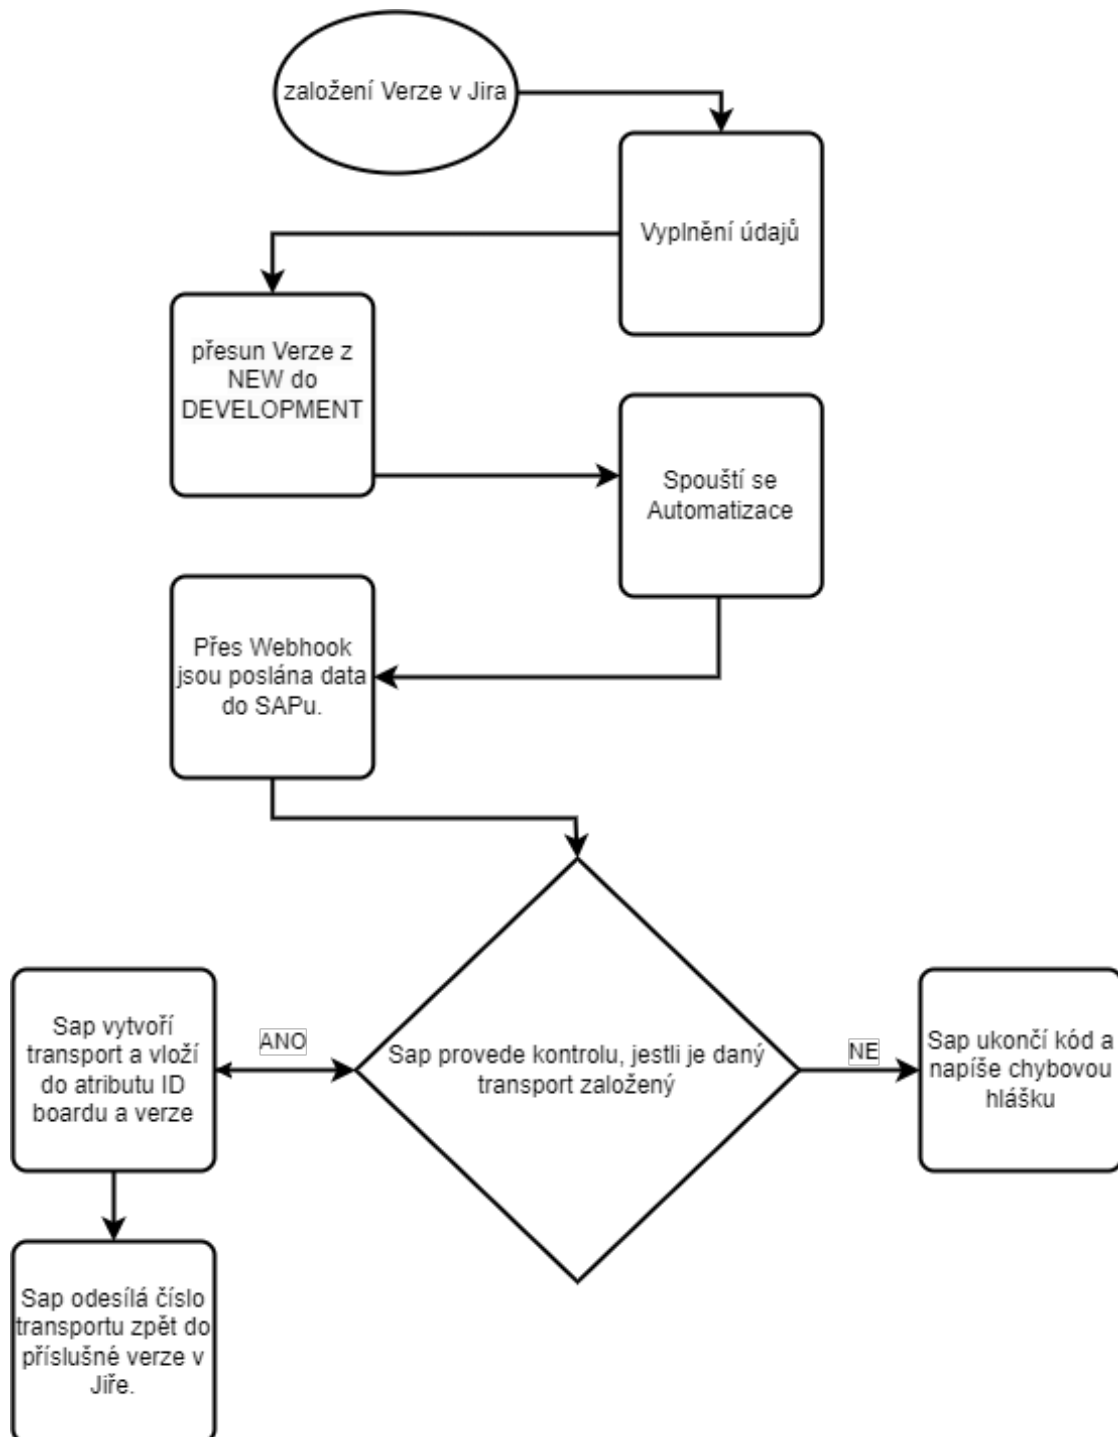 založení Verze v Jira
Vyplnění údajů
přesun Verze z
NEW do
DEVELOPMENT
Spouští se
Automatizace
Přes Webhook
jsou poslána data
do SAPu.
Sap vytvoří
transport a vloží
do atributu ID
boardu a verze
ANO
Sap provede kontrolu, jestli je daný
transport založený
NE
Sap ukončí kód a
napíše chybovou
hlášku
Sap odesílá číslo
transportu zpět do
příslušné verze v
Jiře.